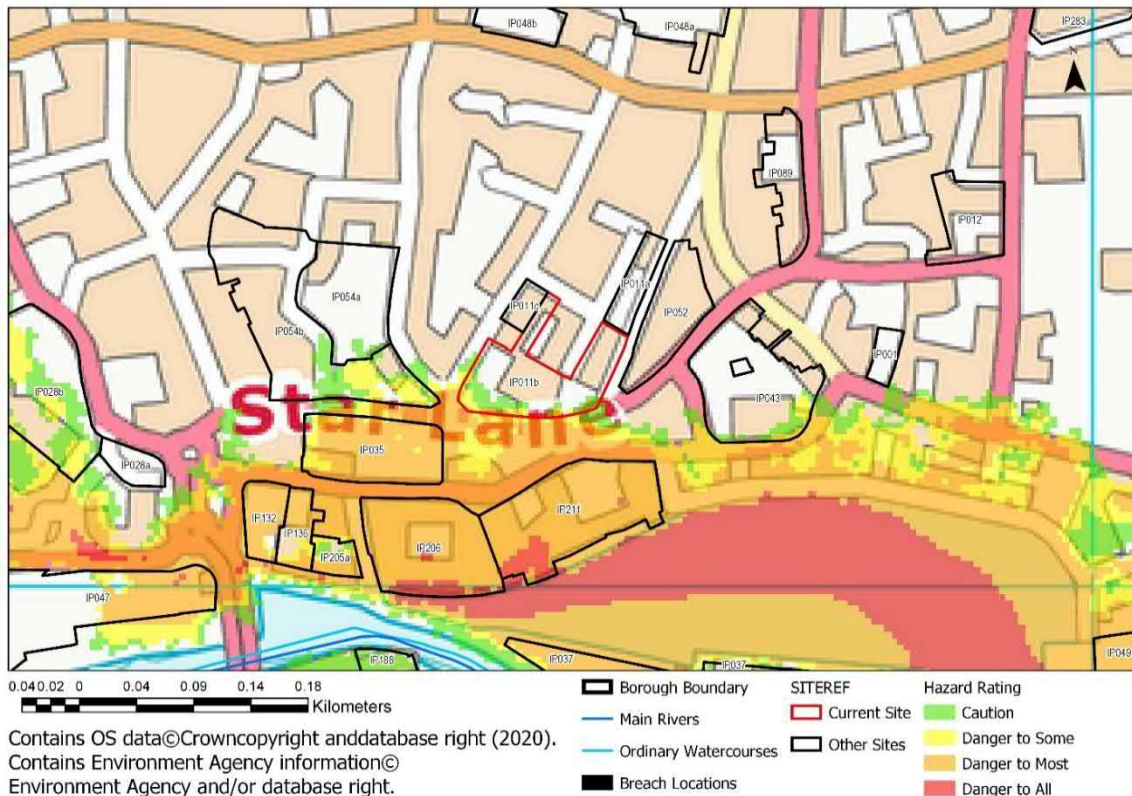 IP048b
IP048a
IP283
N
IP089
IP012
IP054a
IP011c
IP011a
IP052
IP054b
IP001
IP011b
IP028b
IP043
Star Lane
IP035
IP028a
IP132
IP136
IP206
IP211
IP205a
IP047
IP188
IP037
IP037
IP049
0.04 0.02 0 0.04 0.09 0.14 0.18
Kilometers
Contains OS data©Crowncopyright anddatabase right (2020).
Contains Environment Agency information©
Environment Agency and/or database right.
Borough Boundary
Main Rivers
Ordinary Watercourses
Breach Locations
SITEREF
Current Site
Other Sites
Hazard Rating
Caution
Danger to Some
Danger to Most
Danger to All